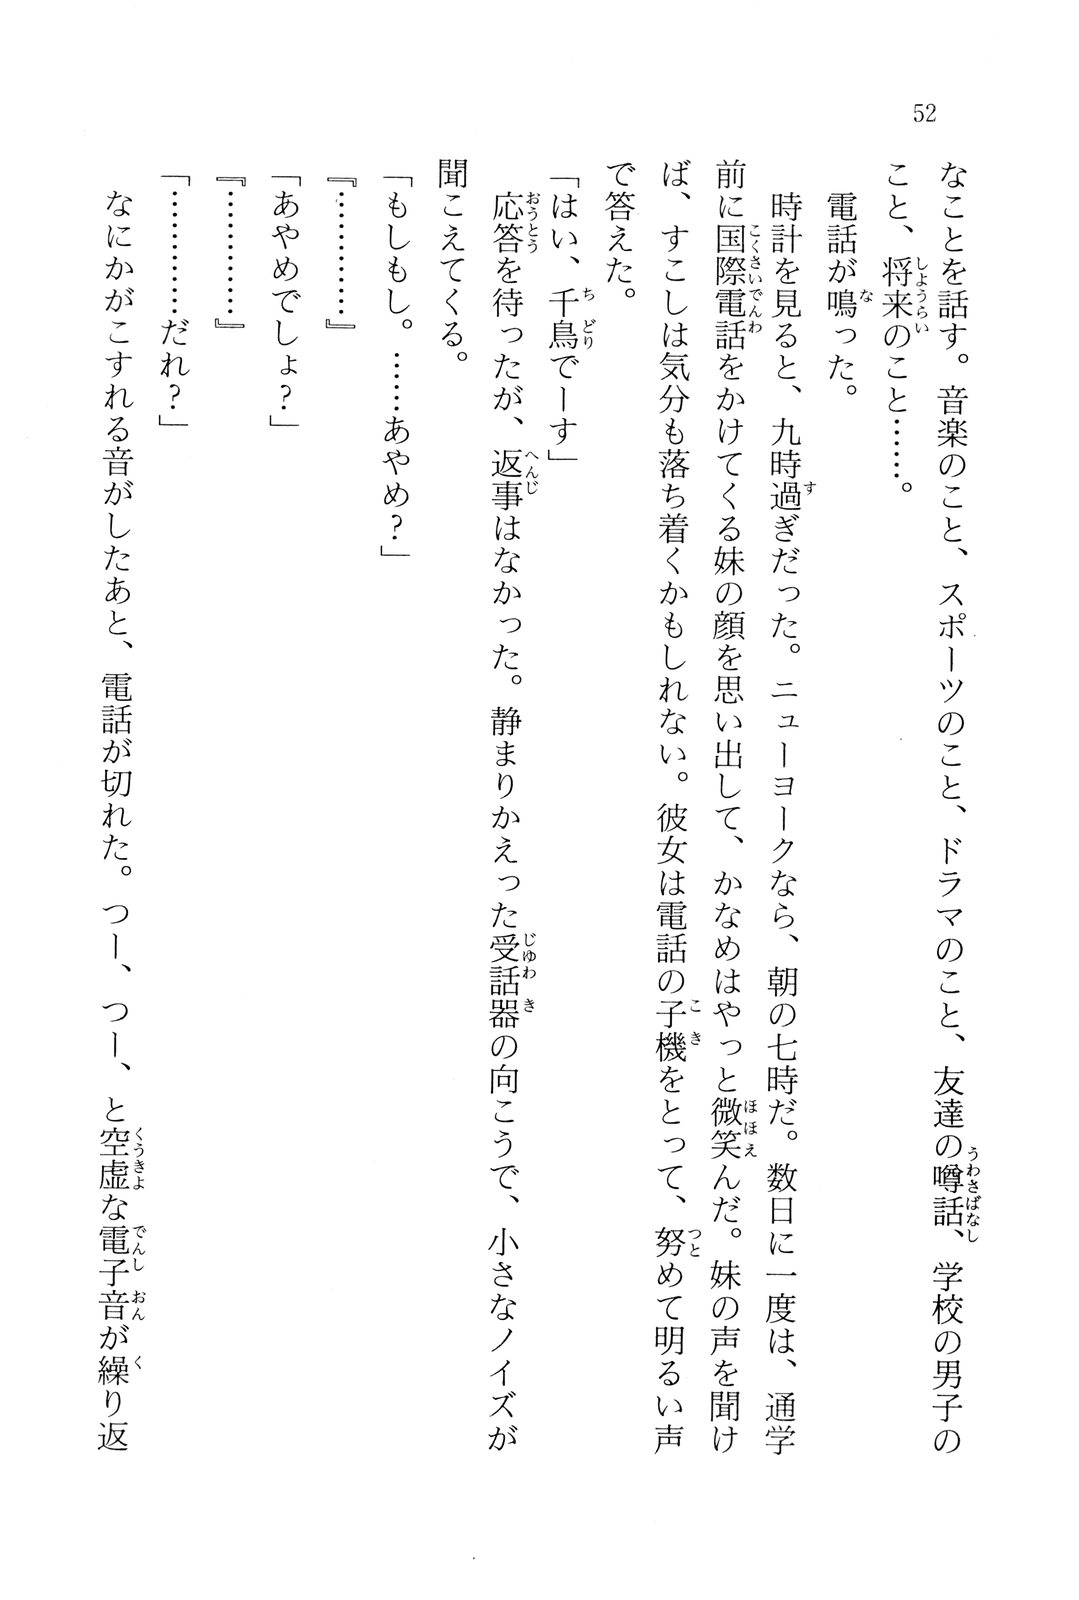 52
なことを話す。音楽のこと、スポーツのこと、ドラマのこと、友達の噂話、学校の男子の
こと、将来のこと……。
電話が鳴った。
時計を見ると、九時過ぎだった。ニューヨークなら、朝の七時だ。数日に一度は、通学
前に国際電話をかけてくる妹の顔を思い出して、かなめはやっと微笑んだ。妹の声を聞け
ば、すこしは気分も落ち着くかもしれない。彼女は電話の子機をとって、努めて明るい声
で答えた。
「はい、千鳥でーす」
応答を待ったが、返事はなかった。静まりかえった受話器の向こうで、小さなノイズが
聞こえてくる。
「もしもし。……あやめ？」
『…………』
「あやめでしょ？」
『…………』
「…………だれ？」
なにかがこすれる音がしたあと、電話が切れた。つー、つー、と空虚な電子音が繰り返